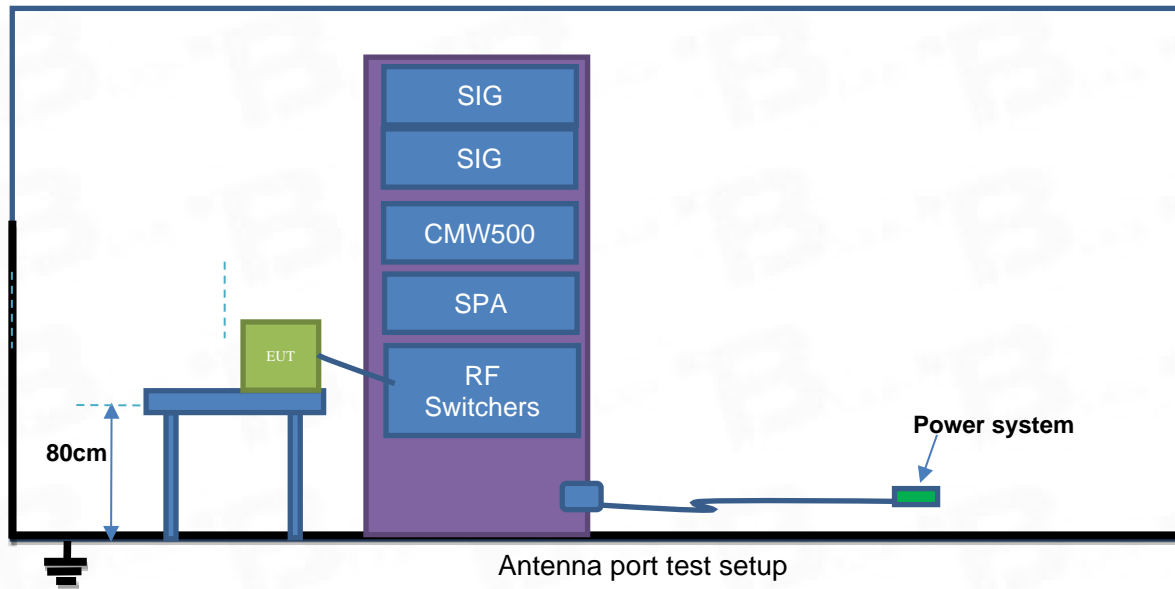 SIG
SIG
CMW500
SPA
EUT
RF
Switchers
Power system
80cm
Antenna port test setup